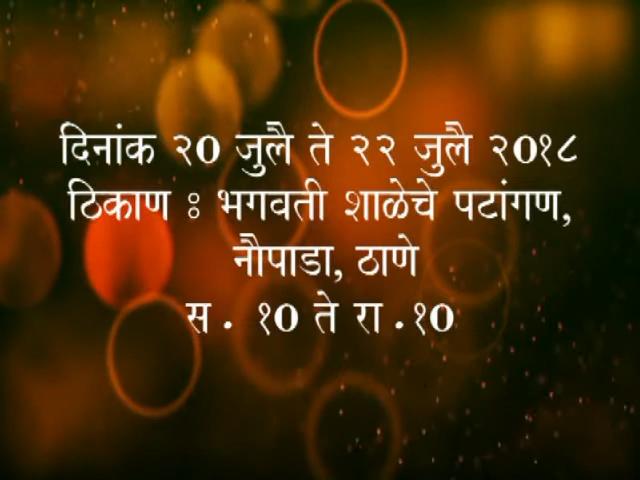 दिनांक २० जुलै ते २२ जुलै २०१८
ठिकाण : भगवती शाळेचे पटांगण,
नौपाडा, ठाणे
स . १० ते रा .१०